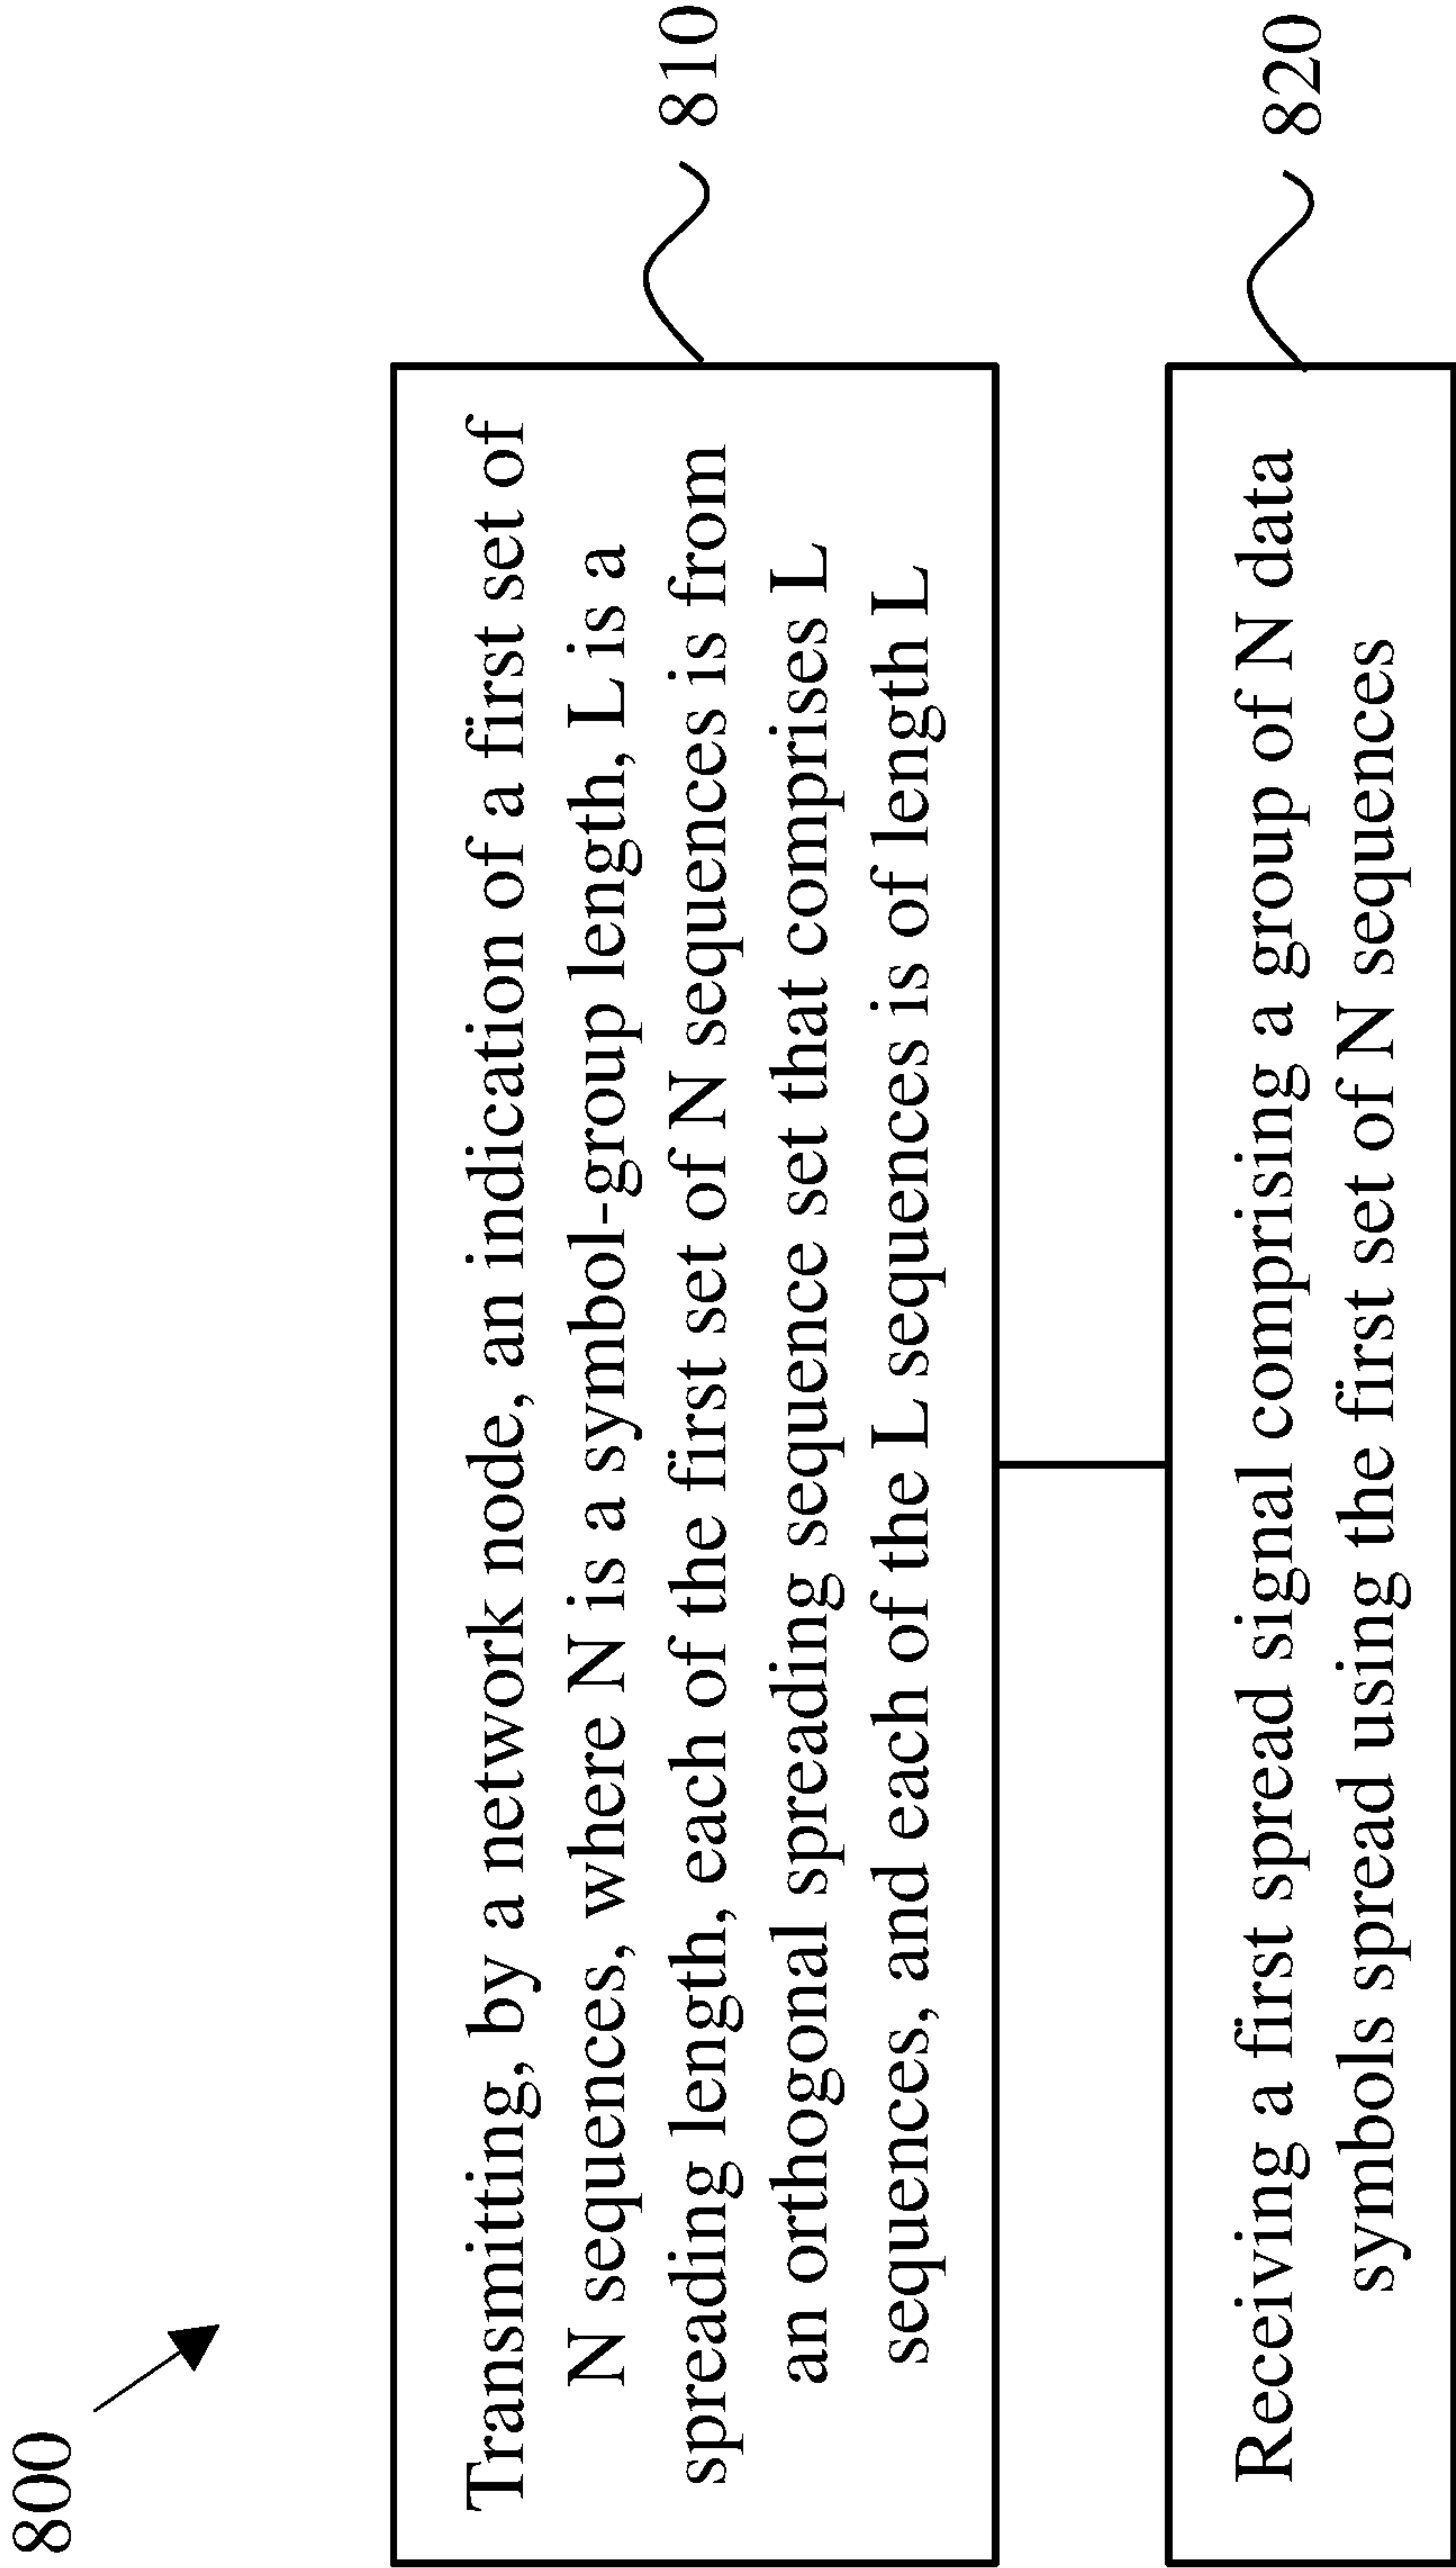 800
Transmitting, by a network node, an indication of a first set of
N sequences, where N is a symbol-group length, L is a
spreading length, each of the first set of N sequences is from
an orthogonal spreading sequence set that comprises L
sequences, and each of the L sequences is of length L
810
Receiving a first spread signal comprising a group of N data
symbols spread using the first set of N sequences
820